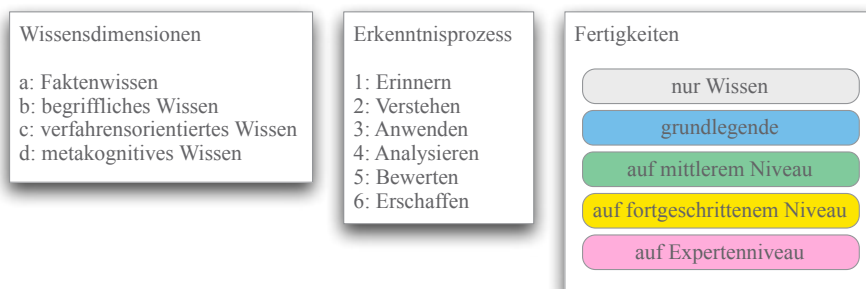 Wissensdimensionen
a: Faktenwissen
b: begriffliches Wissen
c: verfahrensorientiertes Wissen
d: metakognitives Wissen
Erkenntnisprozess
1: Erinnern
2: Verstehen
3: Anwenden
4: Analysieren
5: Bewerten
6: Erschaffen
Fertigkeiten
nur Wissen
grundlegende
auf mittlerem Niveau
auf fortgeschrittenem Niveau
auf Expertenniveau